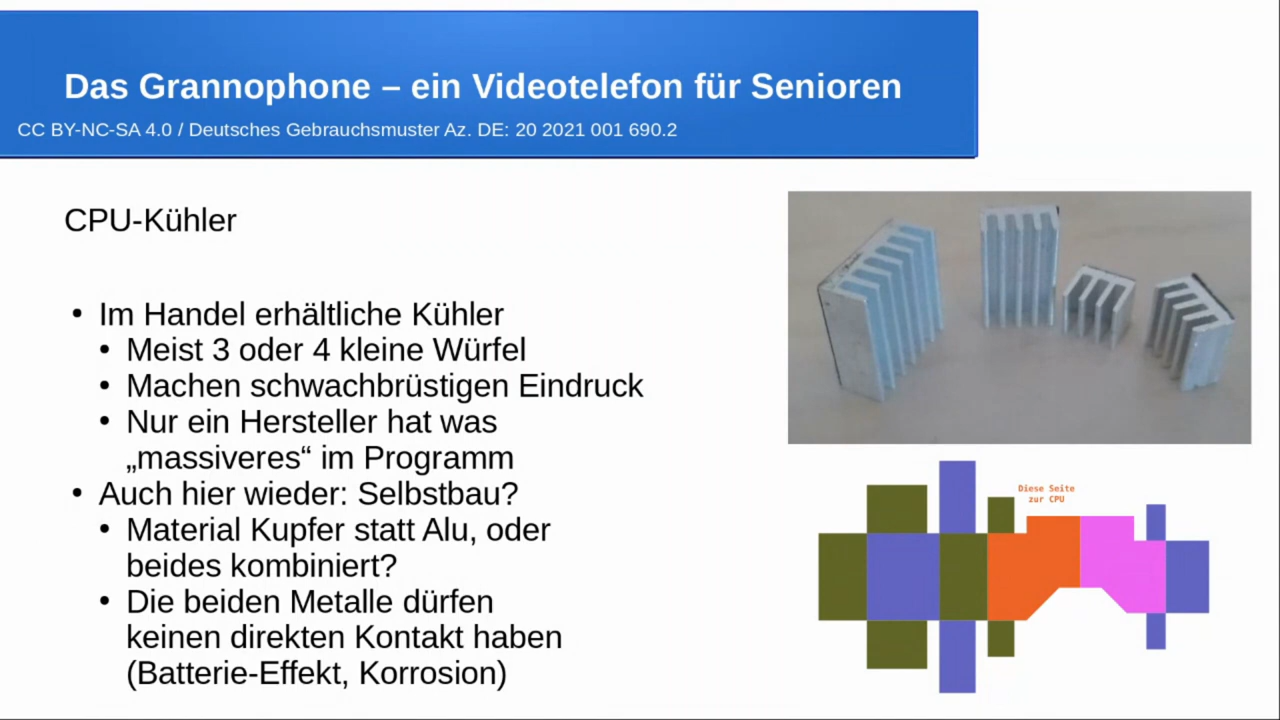 Das Grannophone – ein Videotelefon für Senioren
CC BY-NC-SA 4.0 / Deutsches Gebrauchsmuster Az. DE: 20 2021 001 690.2
CPU-Kühler
• Im Handel erhältliche Kühler
• Meist 3 oder 4 kleine Würfel
• Machen schwachbrüstigen Eindruck
• Nur ein Hersteller hat was
„massiveres“ im Programm
• Auch hier wieder: Selbstbau?
• Material Kupfer statt Alu, oder
beides kombiniert?
• Die beiden Metalle dürfen
keinen direkten Kontakt haben
(Batterie-Effekt, Korrosion)
Diese Seite
zur CPU